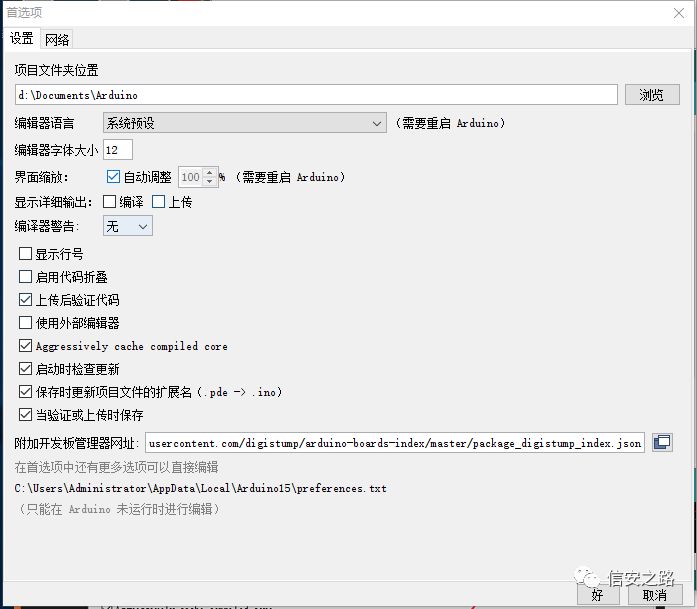 首选项
设置 网络
项目文件夹位置
d:\Documents\Arduino 浏览
编辑器语言 系统预设 (需要重启 Arduino)
编辑器字体大小 12
界面缩放: 自动调整 100 % (需要重启 Arduino)
显示详细输出: 编译 上传
编译器警告: 无
显示行号
启用代码折叠
上传后验证代码
使用外部编辑器
Aggressively cache compiled core
启动时检查更新
保存时更新项目文件的扩展名 (.pde -> .ino)
当验证或上传时保存
附加开发板管理器网址: usercontent.com/digistump/arduino-boards-index/master/package_digistump_index.json
在首选项中还有更多选项可以直接编辑
C:\Users\Administrator\AppData\Local\Arduino15\preferences.txt
(只能在 Arduino 未运行时进行编辑)
信安之路
好 取消